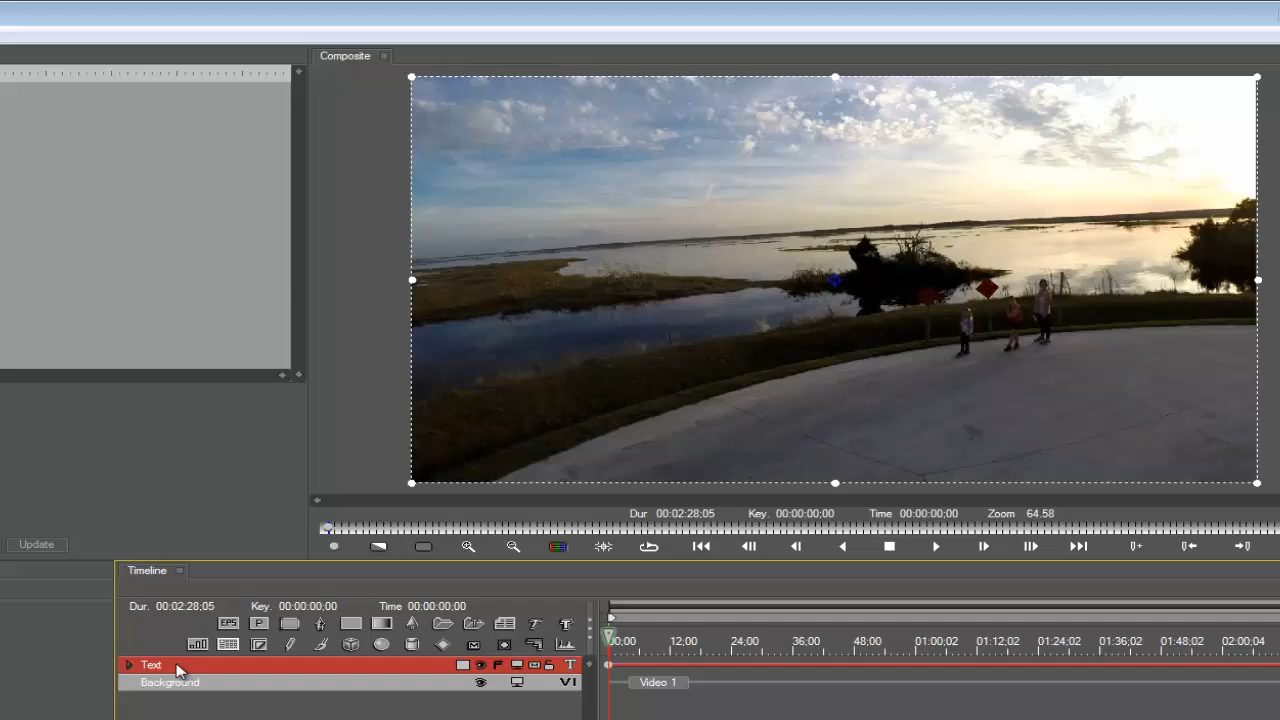 Composite
Dur 00:02:28;05 Key. 00:00:00;00 Time 00:00:00;00 Zoom 64.58
Update
Timeline
Dur. 00:02:28;05 Key. 00:00:00;00 Time 00:00:00;00
EPS P T T
M
00:00 12;00 24;00 36;00 48;00 01:00;02 01:12;02 01:24;02 01:36;02 01:48;02 02:00;04
Text F M T
Background V1 Video 1